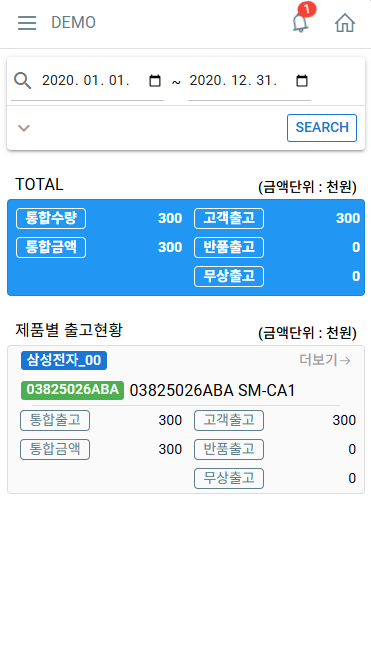 DEMO 1
2020. 01. 01. ~ 2020. 12. 31.
SEARCH
TOTAL (금액단위 : 천원)
통합수량 300 고객출고 300
통합금액 300 반품출고 0
무상출고 0
제품별 출고현황 (금액단위 : 천원)
삼성전자_00 더보기→
03825026ABA 03825026ABA SM-CA1
통합출고 300 고객출고 300
통합금액 300 반품출고 0
무상출고 0